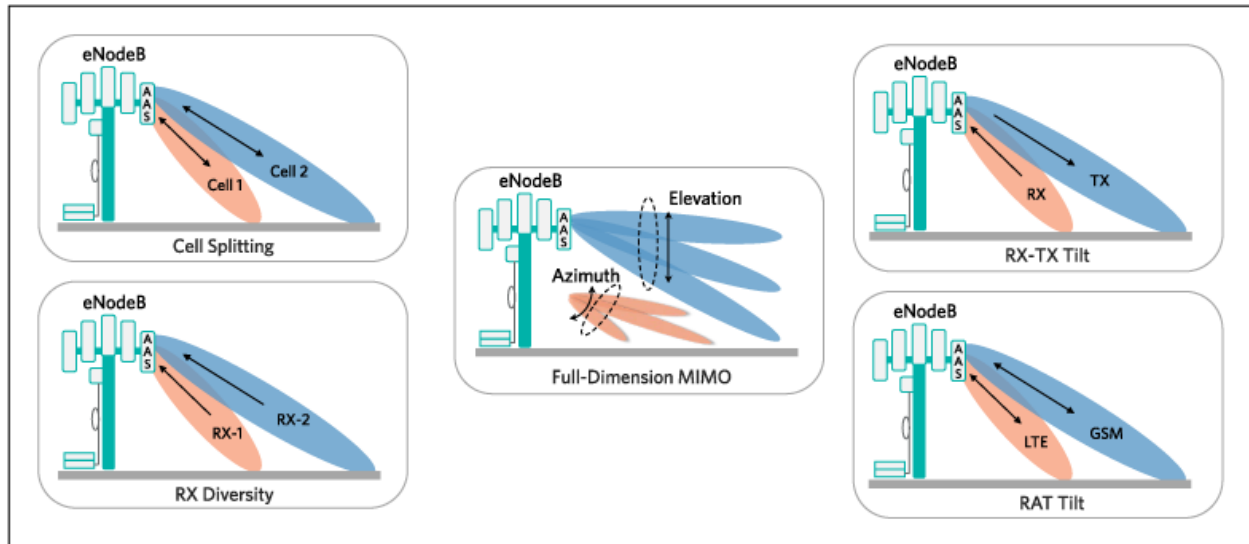 eNodeB
AAS
Cell 1
Cell 2
Cell Splitting
eNodeB
AAS
RX-1
RX-2
RX Diversity
eNodeB
AAS
Elevation
Azimuth
Full-Dimension MIMO
eNodeB
AAS
RX
TX
RX-TX Tilt
eNodeB
AAS
LTE
GSM
RAT Tilt